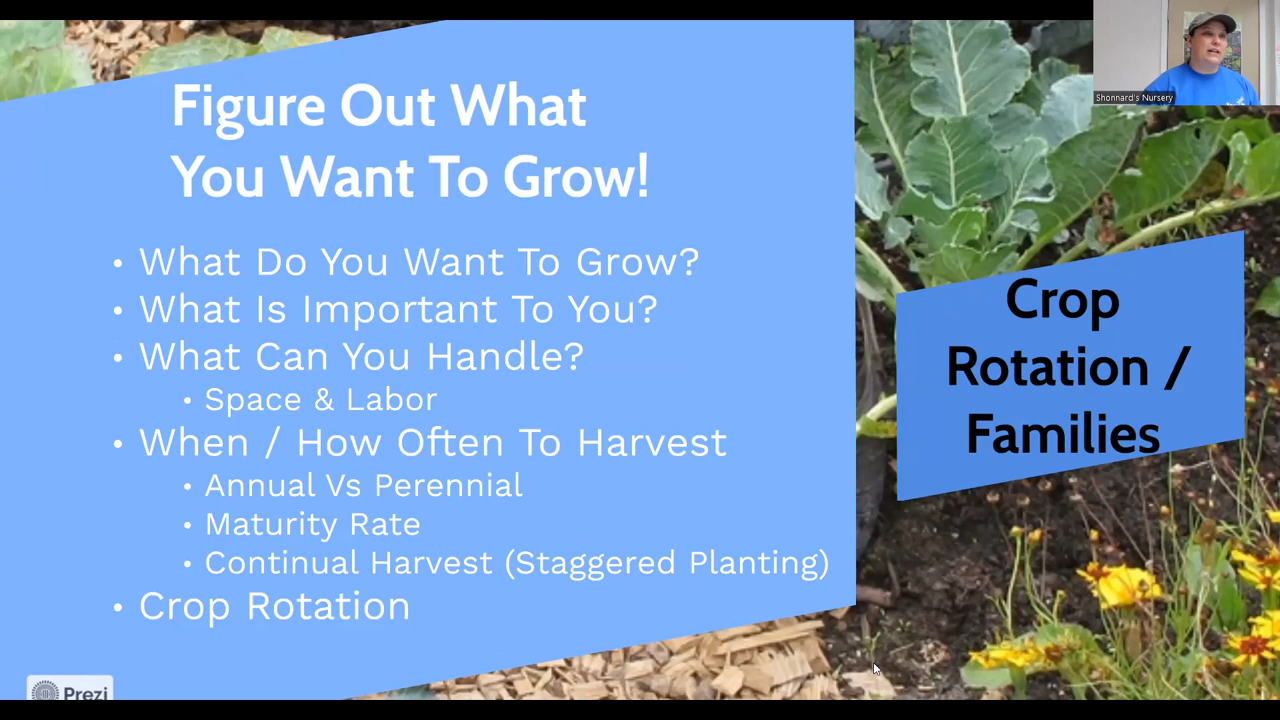 Figure Out What
You Want To Grow!
• What Do You Want To Grow?
• What Is Important To You?
• What Can You Handle?
• Space & Labor
• When / How Often To Harvest
• Annual Vs Perennial
• Maturity Rate
• Continual Harvest (Staggered Planting)
• Crop Rotation
Crop
Rotation /
Families
Shonnard's Nursery
Prezi